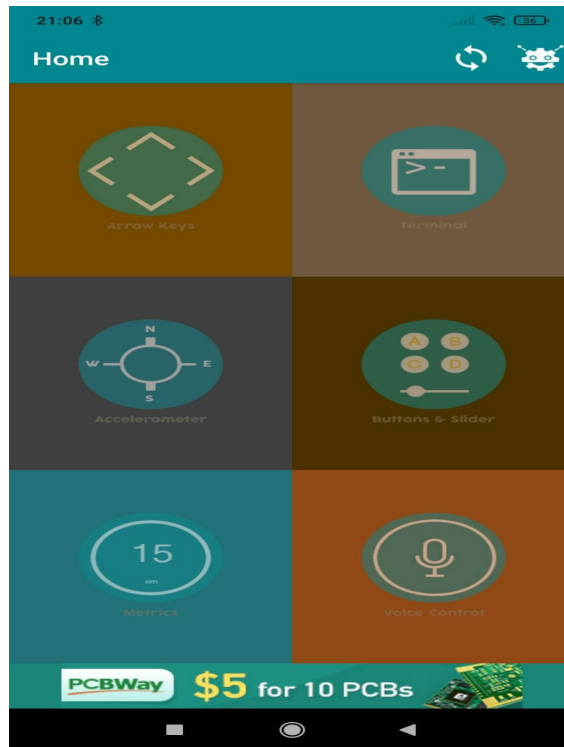 21:06 36
Home
Arrow Keys
>-
Terminal
N
W E
S
Accelerometer
A B
C D
Buttons & Slider
15
cm
Metrics
Voice Control
PCBWay $5 for 10 PCBs